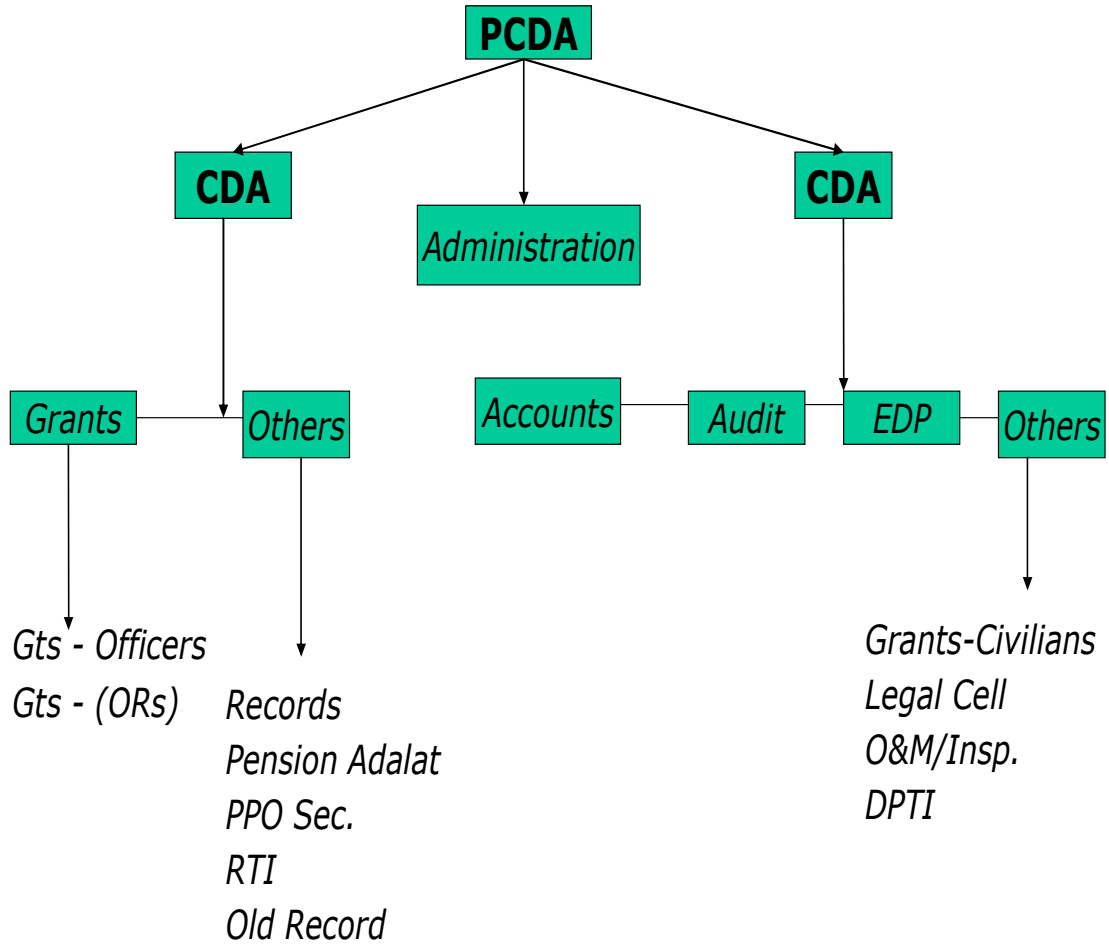 PCDA
CDA
CDA
Administration
Grants
Others
Accounts
Audit
EDP
Others
Gts - Officers
Gts - (ORs)
Records
Pension Adalat
PPO Sec.
RTI
Old Record
Grants-Civilians
Legal Cell
O&M/Insp.
DPTI